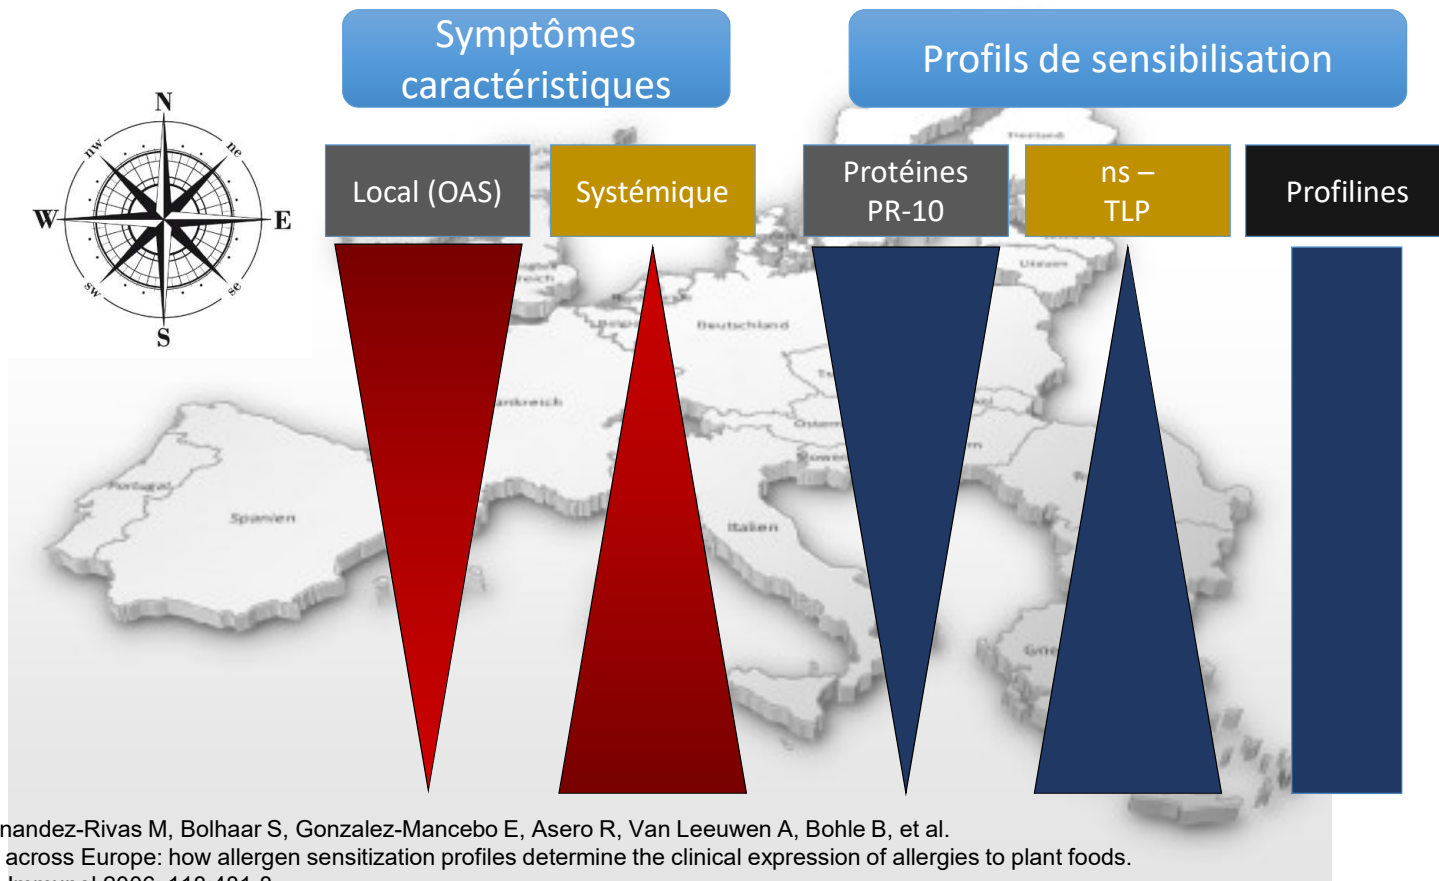 Symptômes
caractéristiques
Profils de sensibilisation
N
nw
ne
W
E
sw
se
S
Local (OAS)
Systémique
Protéines
PR-10
ns –
TLP
Profilines
Deutschland
ankreich
Portugal
Spanien
Italien
Grie
nandez-Rivas M, Bolhaar S, Gonzalez-Mancebo E, Asero R, Van Leeuwen A, Bohle B, et al.
across Europe: how allergen sensitization profiles determine the clinical expression of allergies to plant foods.